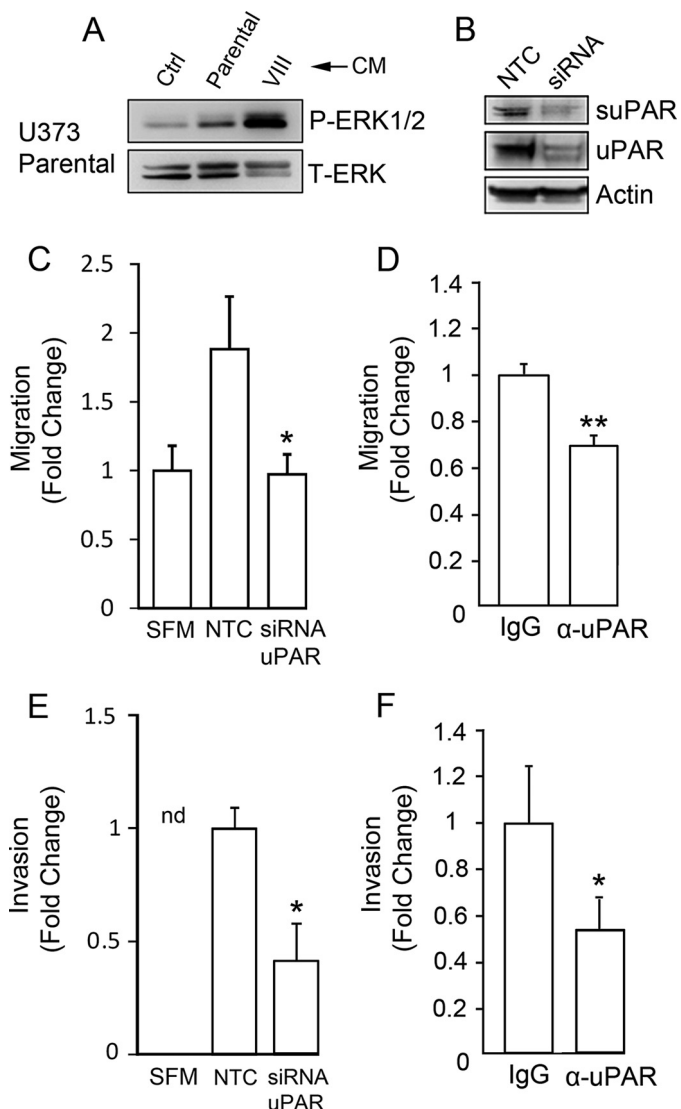 A
Ctrl
Parental
VIII
CM
U373
Parental
P-ERK1/2
T-ERK
B
NTC
siRNA
suPAR
uPAR
Actin
C
Migration
(Fold Change)
2.5
2
1.5
1
0.5
0
*
SFM
NTC
siRNA
uPAR
D
Migration
(Fold Change)
1.4
1.2
1
0.8
0.6
0.4
0.2
0
**
IgG
α-uPAR
E
Invasion
(Fold Change)
1.5
1
0.5
0
nd
*
SFM
NTC
siRNA
uPAR
F
Invasion
(Fold Change)
1.4
1.2
1
0.8
0.6
0.4
0.2
0
*
IgG
α-uPAR